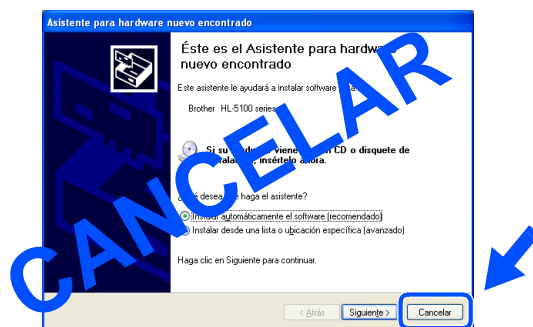 Asistente para hardware nuevo encontrado
Éste es el Asistente para hardware
nuevo encontrado
Este asistente le ayudará a instalar software
Brother HL-5100 series
Si su viene CD o disquete de
insértelo ahora.
desea haga el asistente?
Instalar automáticamente el software (recomendado)
Instalar desde una lista o ubicación específica (avanzado)
Haga clic en Siguiente para continuar.
< Atrás
Siguiente >
Cancelar
CANCELAR